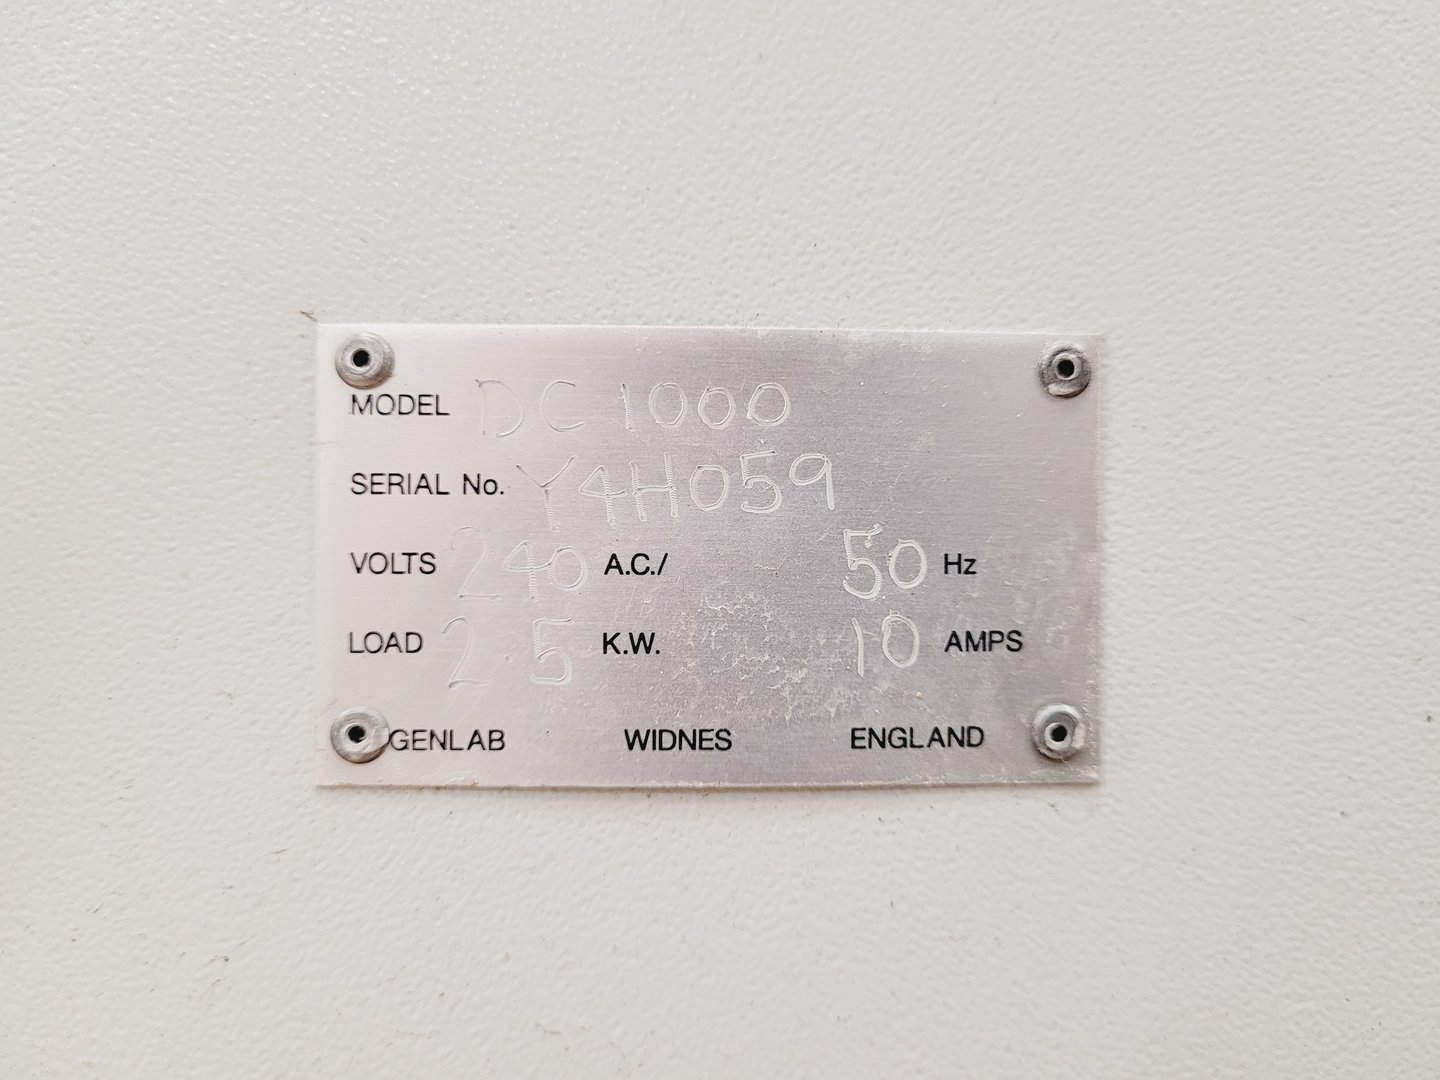 MODEL DC 1000
SERIAL No. Y4H059
VOLTS 240 A.C./ 50 Hz
LOAD 2.5 K.W. 10 AMPS
GENLAB WIDNES ENGLAND